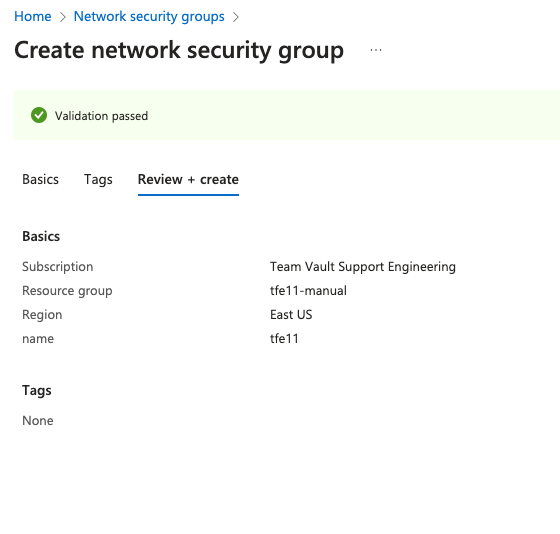 Home > Network security groups >
Create network security group ...
Validation passed
Basics Tags Review + create
Basics
Subscription Team Vault Support Engineering
Resource group tfe11-manual
Region East US
name tfe11
Tags
None